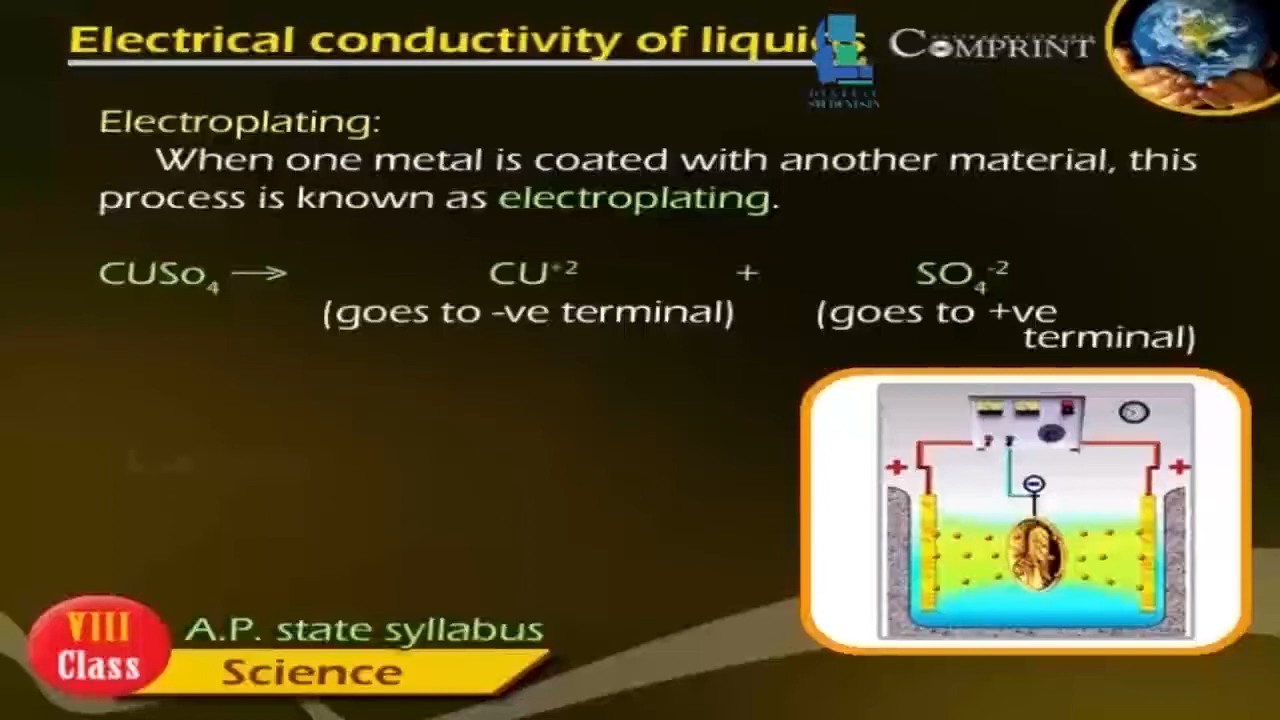 Electrical conductivity of liquids
COMPRINT
Electroplating:
When one metal is coated with another material, this
process is known as electroplating.
CUSo₄ → CU⁺² + SO₄⁻²
(goes to -ve terminal) (goes to +ve
terminal)
+ +
VIII
Class
A.P. state syllabus
Science